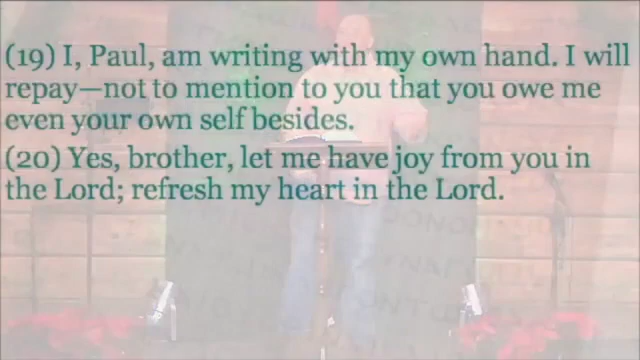 (19) I, Paul, am writing with my own hand. I will
repay—not to mention to you that you owe me
even your own self besides.
(20) Yes, brother, let me have joy from you in
the Lord; refresh my heart in the Lord.